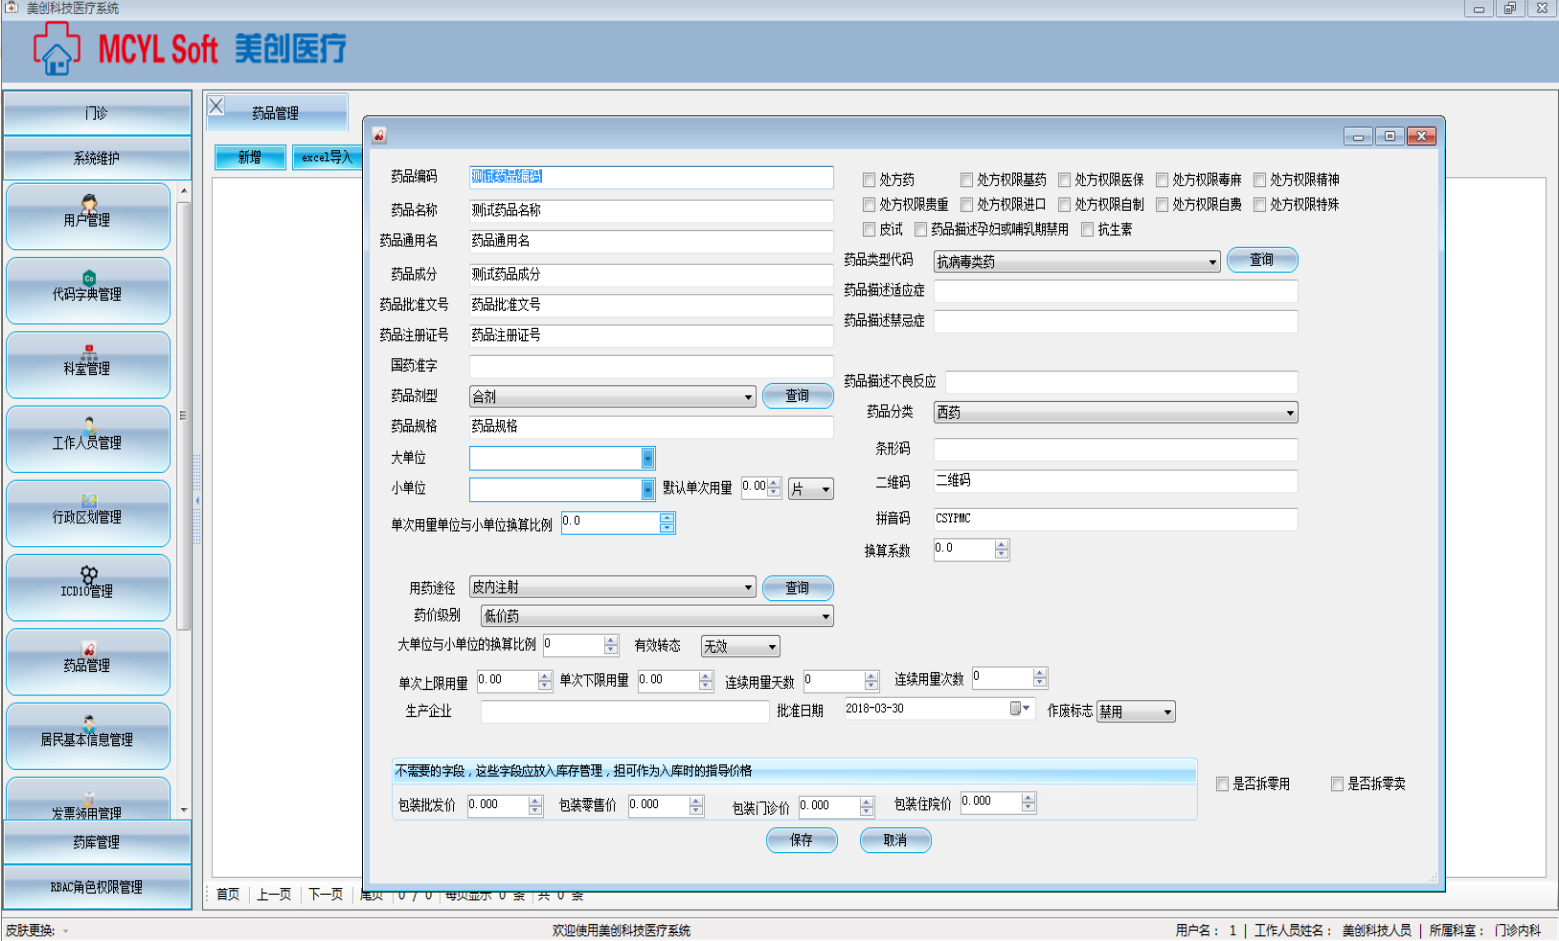 美创科技医疗系统
MCYL Soft 美创医疗
门诊
系统维护
用户管理
代码字典管理
科室管理
工作人员管理
行政区划管理
ICD10管理
药品管理
居民基本信息管理
发票领用管理
药库管理
RBAC角色权限管理
药品管理
新增 excel导入
药品编码 测试药品编码
药品名称 测试药品名称
药品通用名 药品通用名
药品成分 测试药品成分
药品批准文号 药品批准文号
药品注册证号 药品注册证号
国药准字
药品剂型 合剂 查询
药品规格 药品规格
大单位
小单位 默认单次用量 0.00 片
单次用量单位与小单位换算比例 0.0
处方药 处方权限基药 处方权限医保 处方权限毒麻 处方权限精神
处方权限贵重 处方权限进口 处方权限自制 处方权限自费 处方权限特殊
皮试 药品描述孕妇或哺乳期禁用 抗生素
药品类型代码 抗病毒类药 查询
药品描述适应症
药品描述禁忌症
药品描述不良反应
药品分类 西药
条形码
二维码 二维码
拼音码 CSYPMC
换算系数 0.0
用药途径 皮内注射 查询
药价级别 低价药
大单位与小单位的换算比例 0 有效转态 无效
单次上限用量 0.00 单次下限用量 0.00 连续用量天数 0 连续用量次数 0
生产企业 批准日期 2018-03-30 作废标志 禁用
不需要的字段，这些字段应放入库存管理，担可作为入库时的指导价格
包装批发价 0.000 包装零售价 0.000 包装门诊价 0.000 包装住院价 0.000
是否拆零用 是否拆零卖
保存 取消
首页 上一页 下一页 尾页 0 / 0 每页显示 0 条 共 0 条
皮肤更换: 欢迎使用美创科技医疗系统 用户名： 1 | 工作人员姓名： 美创科技人员 | 所属科室： 门诊内科